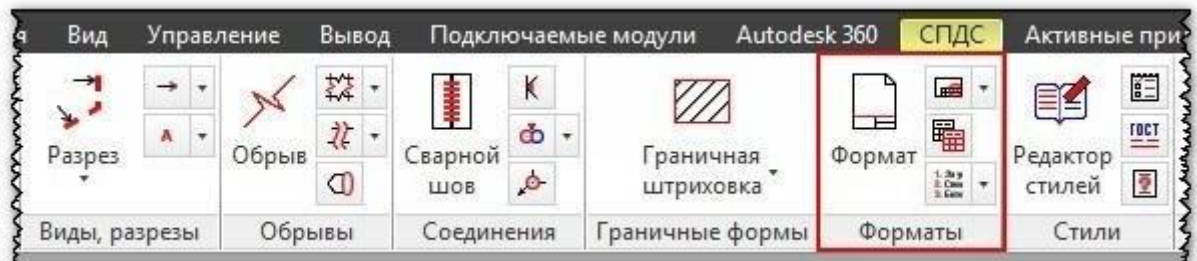 я Вид Управление Вывод Подключаемые модули Autodesk 360 СПДС Активные при
А
ГОСТ
Разрез Обрыв Сварной шов Граничная штриховка Формат Редактор стилей
Виды, разрезы Обрывы Соединения Граничные формы Форматы Стили